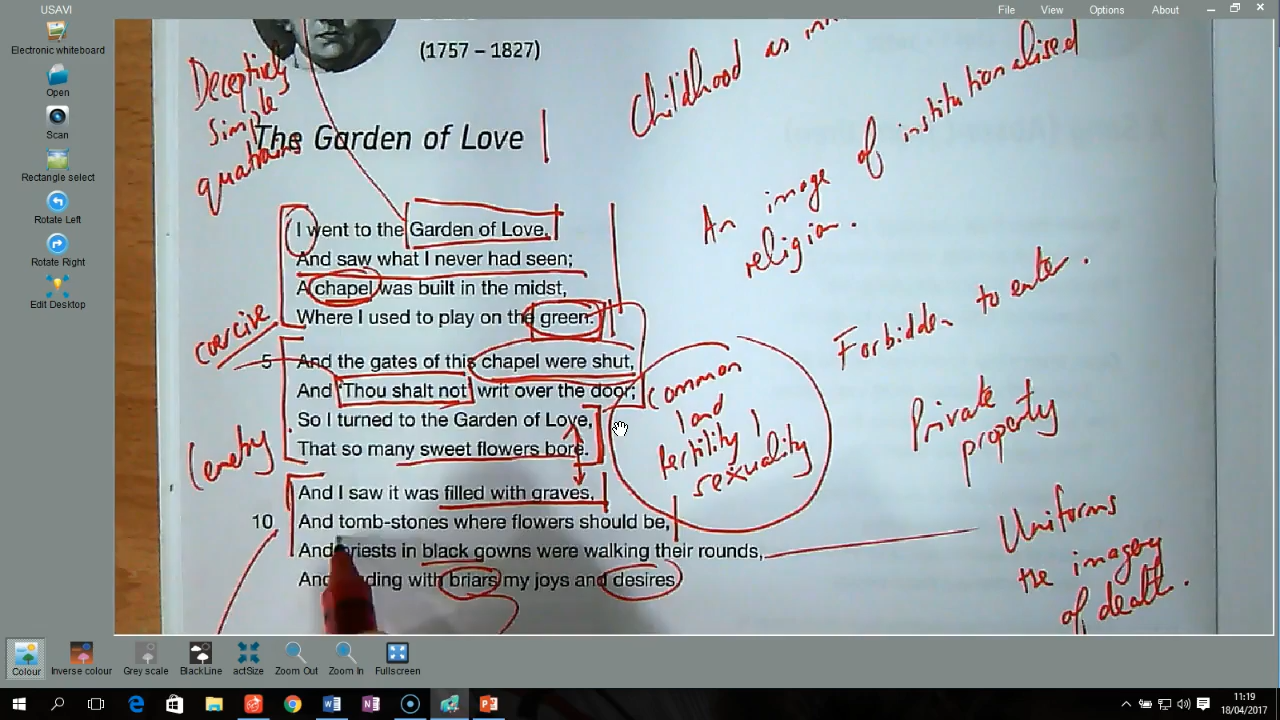 USAVI
File View Options About
Electronic whiteboard
Open
Scan
Rectangle select
Rotate Left
Rotate Right
Edit Desktop
(1757 – 1827)
Deceptively
simple
quatrains
Childhood as
An image of institutionalised
religion.
The Garden of Love
I went to the Garden of Love,
And saw what I never had seen;
A chapel was built in the midst,
Where I used to play on the green.
coercive
5 And the gates of this chapel were shut,
And 'Thou shalt not' writ over the door;
So I turned to the Garden of Love,
That so many sweet flowers bore.
And I saw it was filled with graves,
10 And tomb-stones where flowers should be,
And priests in black gowns were walking their rounds,
And with briars my joys and desires
Common
land
fertility /
sexuality
Forbidden to enter.
Private
property
Uniforms
the imagery
of death.
Colour Inverse colour Grey scale BlackLine actSize Zoom Out Zoom In Fullscreen
11:19
18/04/2017